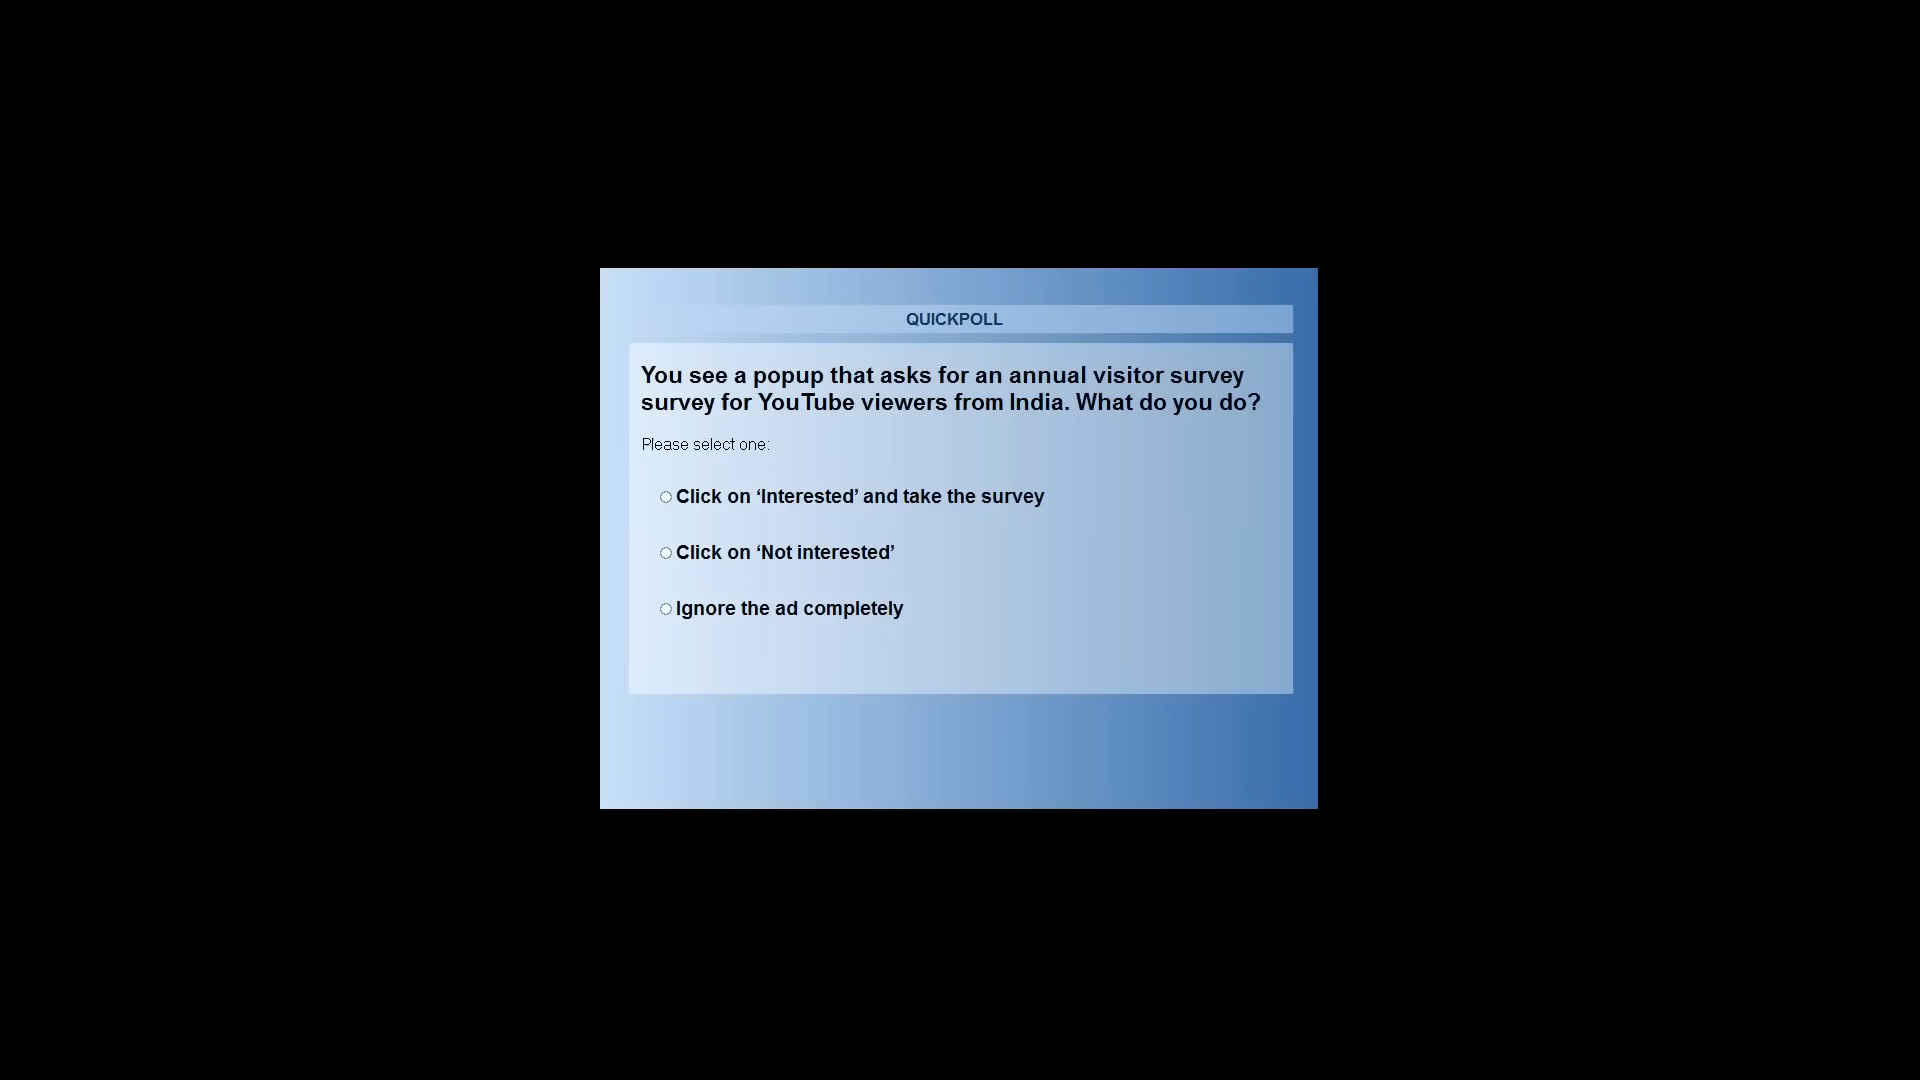 QUICKPOLL
You see a popup that asks for an annual visitor survey
survey for YouTube viewers from India. What do you do?
Please select one:
Click on ‘Interested’ and take the survey
Click on ‘Not interested’
Ignore the ad completely